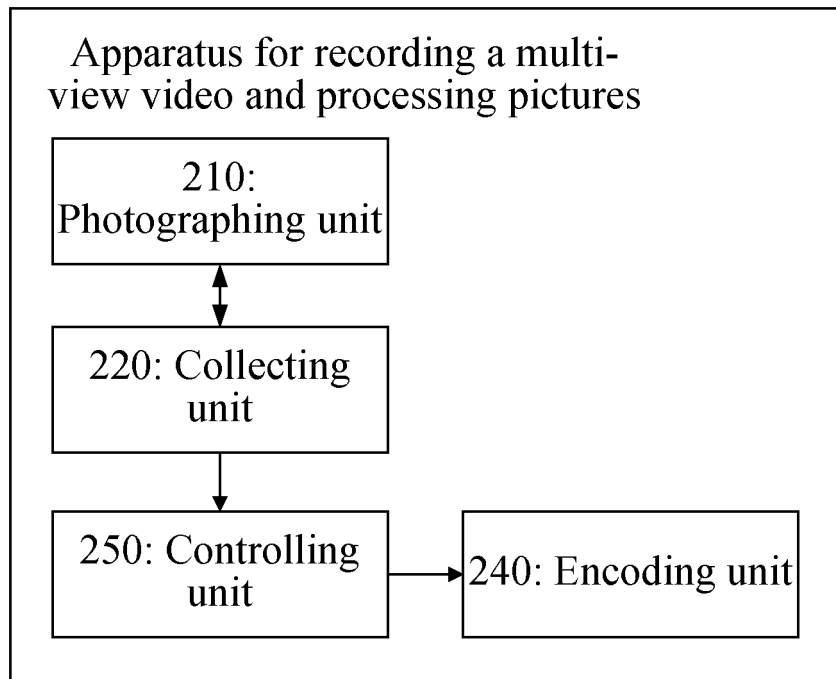 Apparatus for recording a multi-
view video and processing pictures
210:
Photographing unit
220: Collecting
unit
250: Controlling
unit
240: Encoding unit